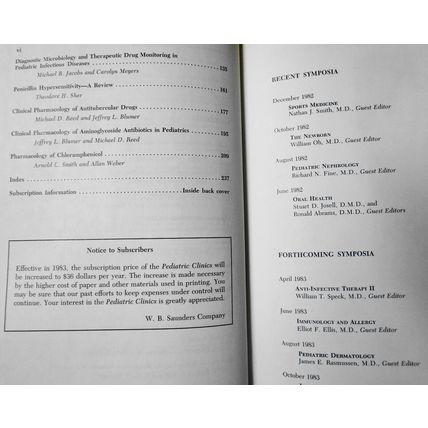 vi
Diagnostic Microbiology and Therapeutic Drug Monitoring in
Pediatric Infectious Diseases 135
Michael R. Jacobs and Carolyn Meyers
Penicillin Hypersensitivity—A Review 161
Theodore H. Sher
Clinical Pharmacology of Antitubercular Drugs 177
Michael D. Reed and Jeffrey L. Blumer
Clinical Pharmacology of Aminoglycoside Antibiotics in Pediatrics 195
Jeffrey L. Blumer and Michael D. Reed
Pharmacology of Chloramphenicol 209
Arnold L. Smith and Allan Weber
Index 237
Subscription Information Inside back cover
Notice to Subscribers
Effective in 1983, the subscription price of the Pediatric Clinics will
be increased to $36 dollars per year. The increase is made necessary
by the higher cost of paper and other materials used in printing. You
may be sure that our past efforts to keep expenses under control will
continue. Your interest in the Pediatric Clinics is greatly appreciated.
W. B. Saunders Company
RECENT SYMPOSIA
December 1982
SPORTS MEDICINE
Nathan J. Smith, M.D., Guest Editor
October 1982
THE NEWBORN
William Oh, M.D., Guest Editor
August 1982
PEDIATRIC NEPHROLOGY
Richard N. Fine, M.D., Guest Editor
June 1982
ORAL HEALTH
Stuart D. Josell, D.M.D., and
Ronald Abrams, D.M.D., Guest Editors
FORTHCOMING SYMPOSIA
April 1983
ANTI-INFECTIVE THERAPY II
William T. Speck, M.D., Guest Editor
June 1983
IMMUNOLOGY AND ALLERGY
Elliot F. Ellis, M.D., Guest Editor
August 1983
PEDIATRIC DERMATOLOGY
James E. Rasmussen, M.D., Guest Editor
October 1983